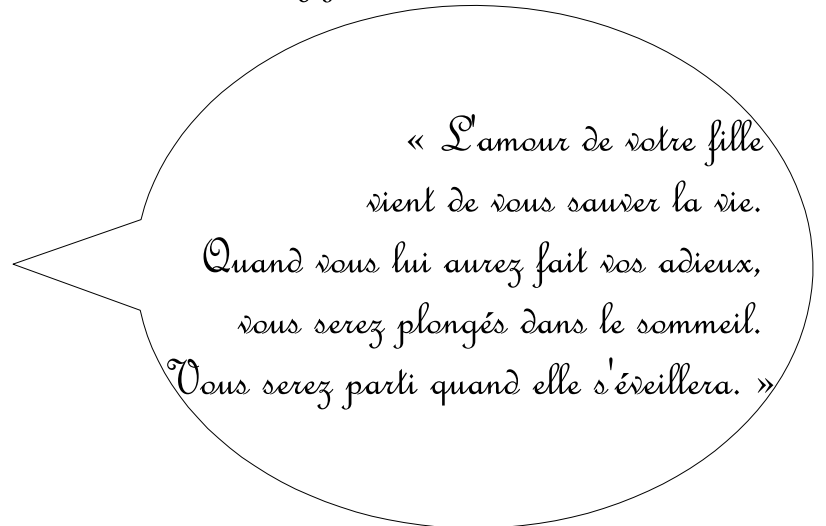 « L'amour de votre fille
vient de vous sauver la vie.
Quand vous lui aurez fait vos adieux,
vous serez plongés dans le sommeil.
Vous serez parti quand elle s'éveillera. »